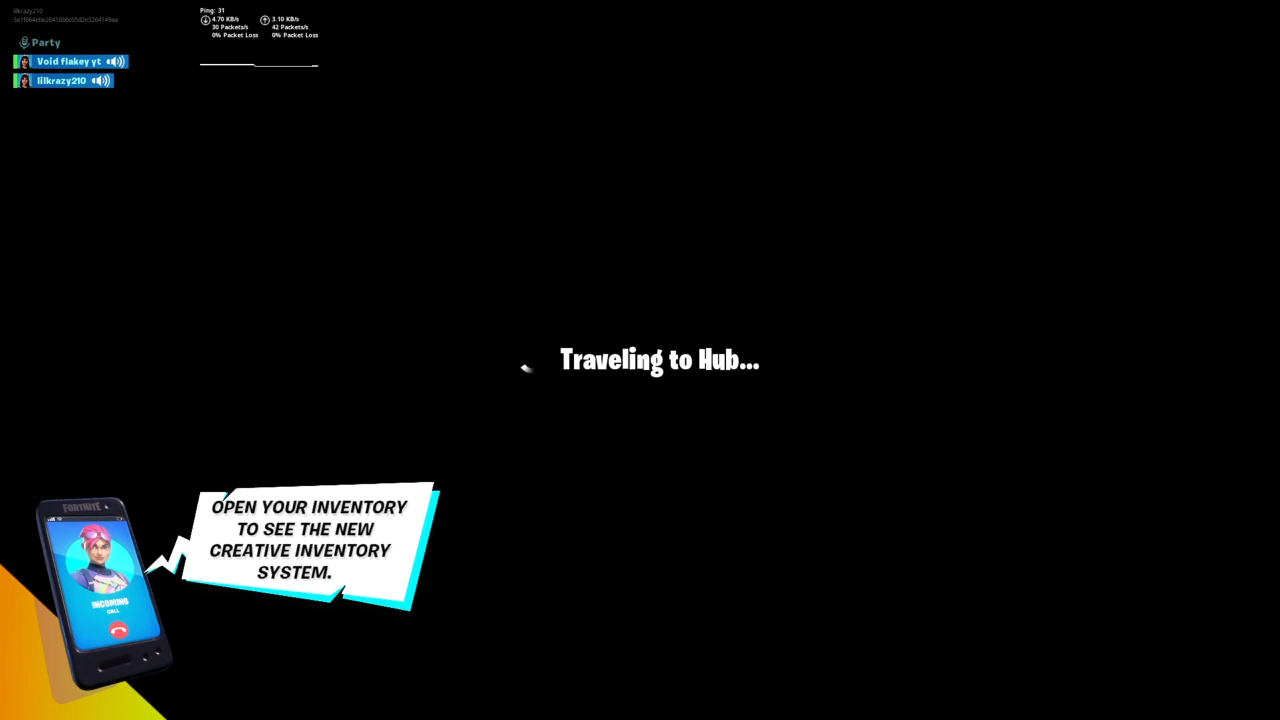 lilkrazy210
3a1f864ebe26416bbc05d2e3264149aa
Party
Void flakey yt
lilkrazy210
Ping: 31
4.70 KB/s
3.10 KB/s
30 Packets/s
42 Packets/s
0% Packet Loss
0% Packet Loss
Traveling to Hub...
OPEN YOUR INVENTORY
TO SEE THE NEW
CREATIVE INVENTORY
SYSTEM.
FORTNITE
INCOMING
CALL